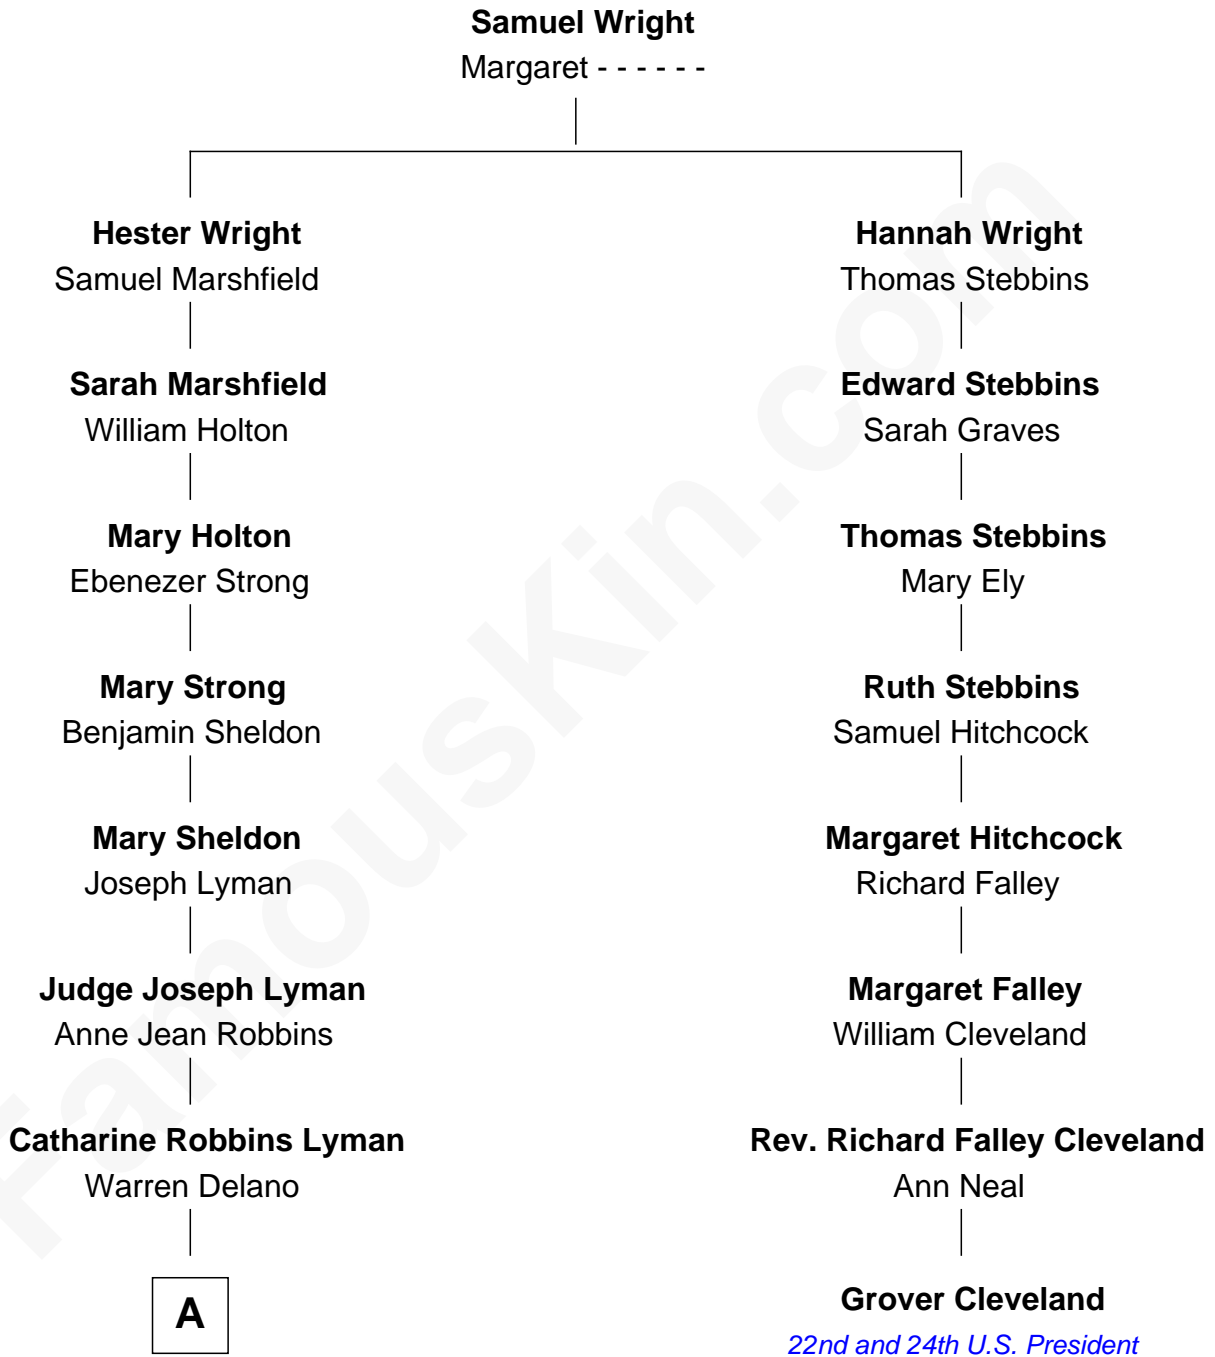 Samuel Wright
Margaret - - - - - -
Hester Wright
Samuel Marshfield
Hannah Wright
Thomas Stebbins
Sarah Marshfield
William Holton
Edward Stebbins
Sarah Graves
Mary Holton
Ebenezer Strong
Thomas Stebbins
Mary Ely
Mary Strong
Benjamin Sheldon
Ruth Stebbins
Samuel Hitchcock
Mary Sheldon
Joseph Lyman
Margaret Hitchcock
Richard Falley
Judge Joseph Lyman
Anne Jean Robbins
Margaret Falley
William Cleveland
Catharine Robbins Lyman
Warren Delano
Rev. Richard Falley Cleveland
Ann Neal
A
Grover Cleveland
22nd and 24th U.S. President
FamousKin.com